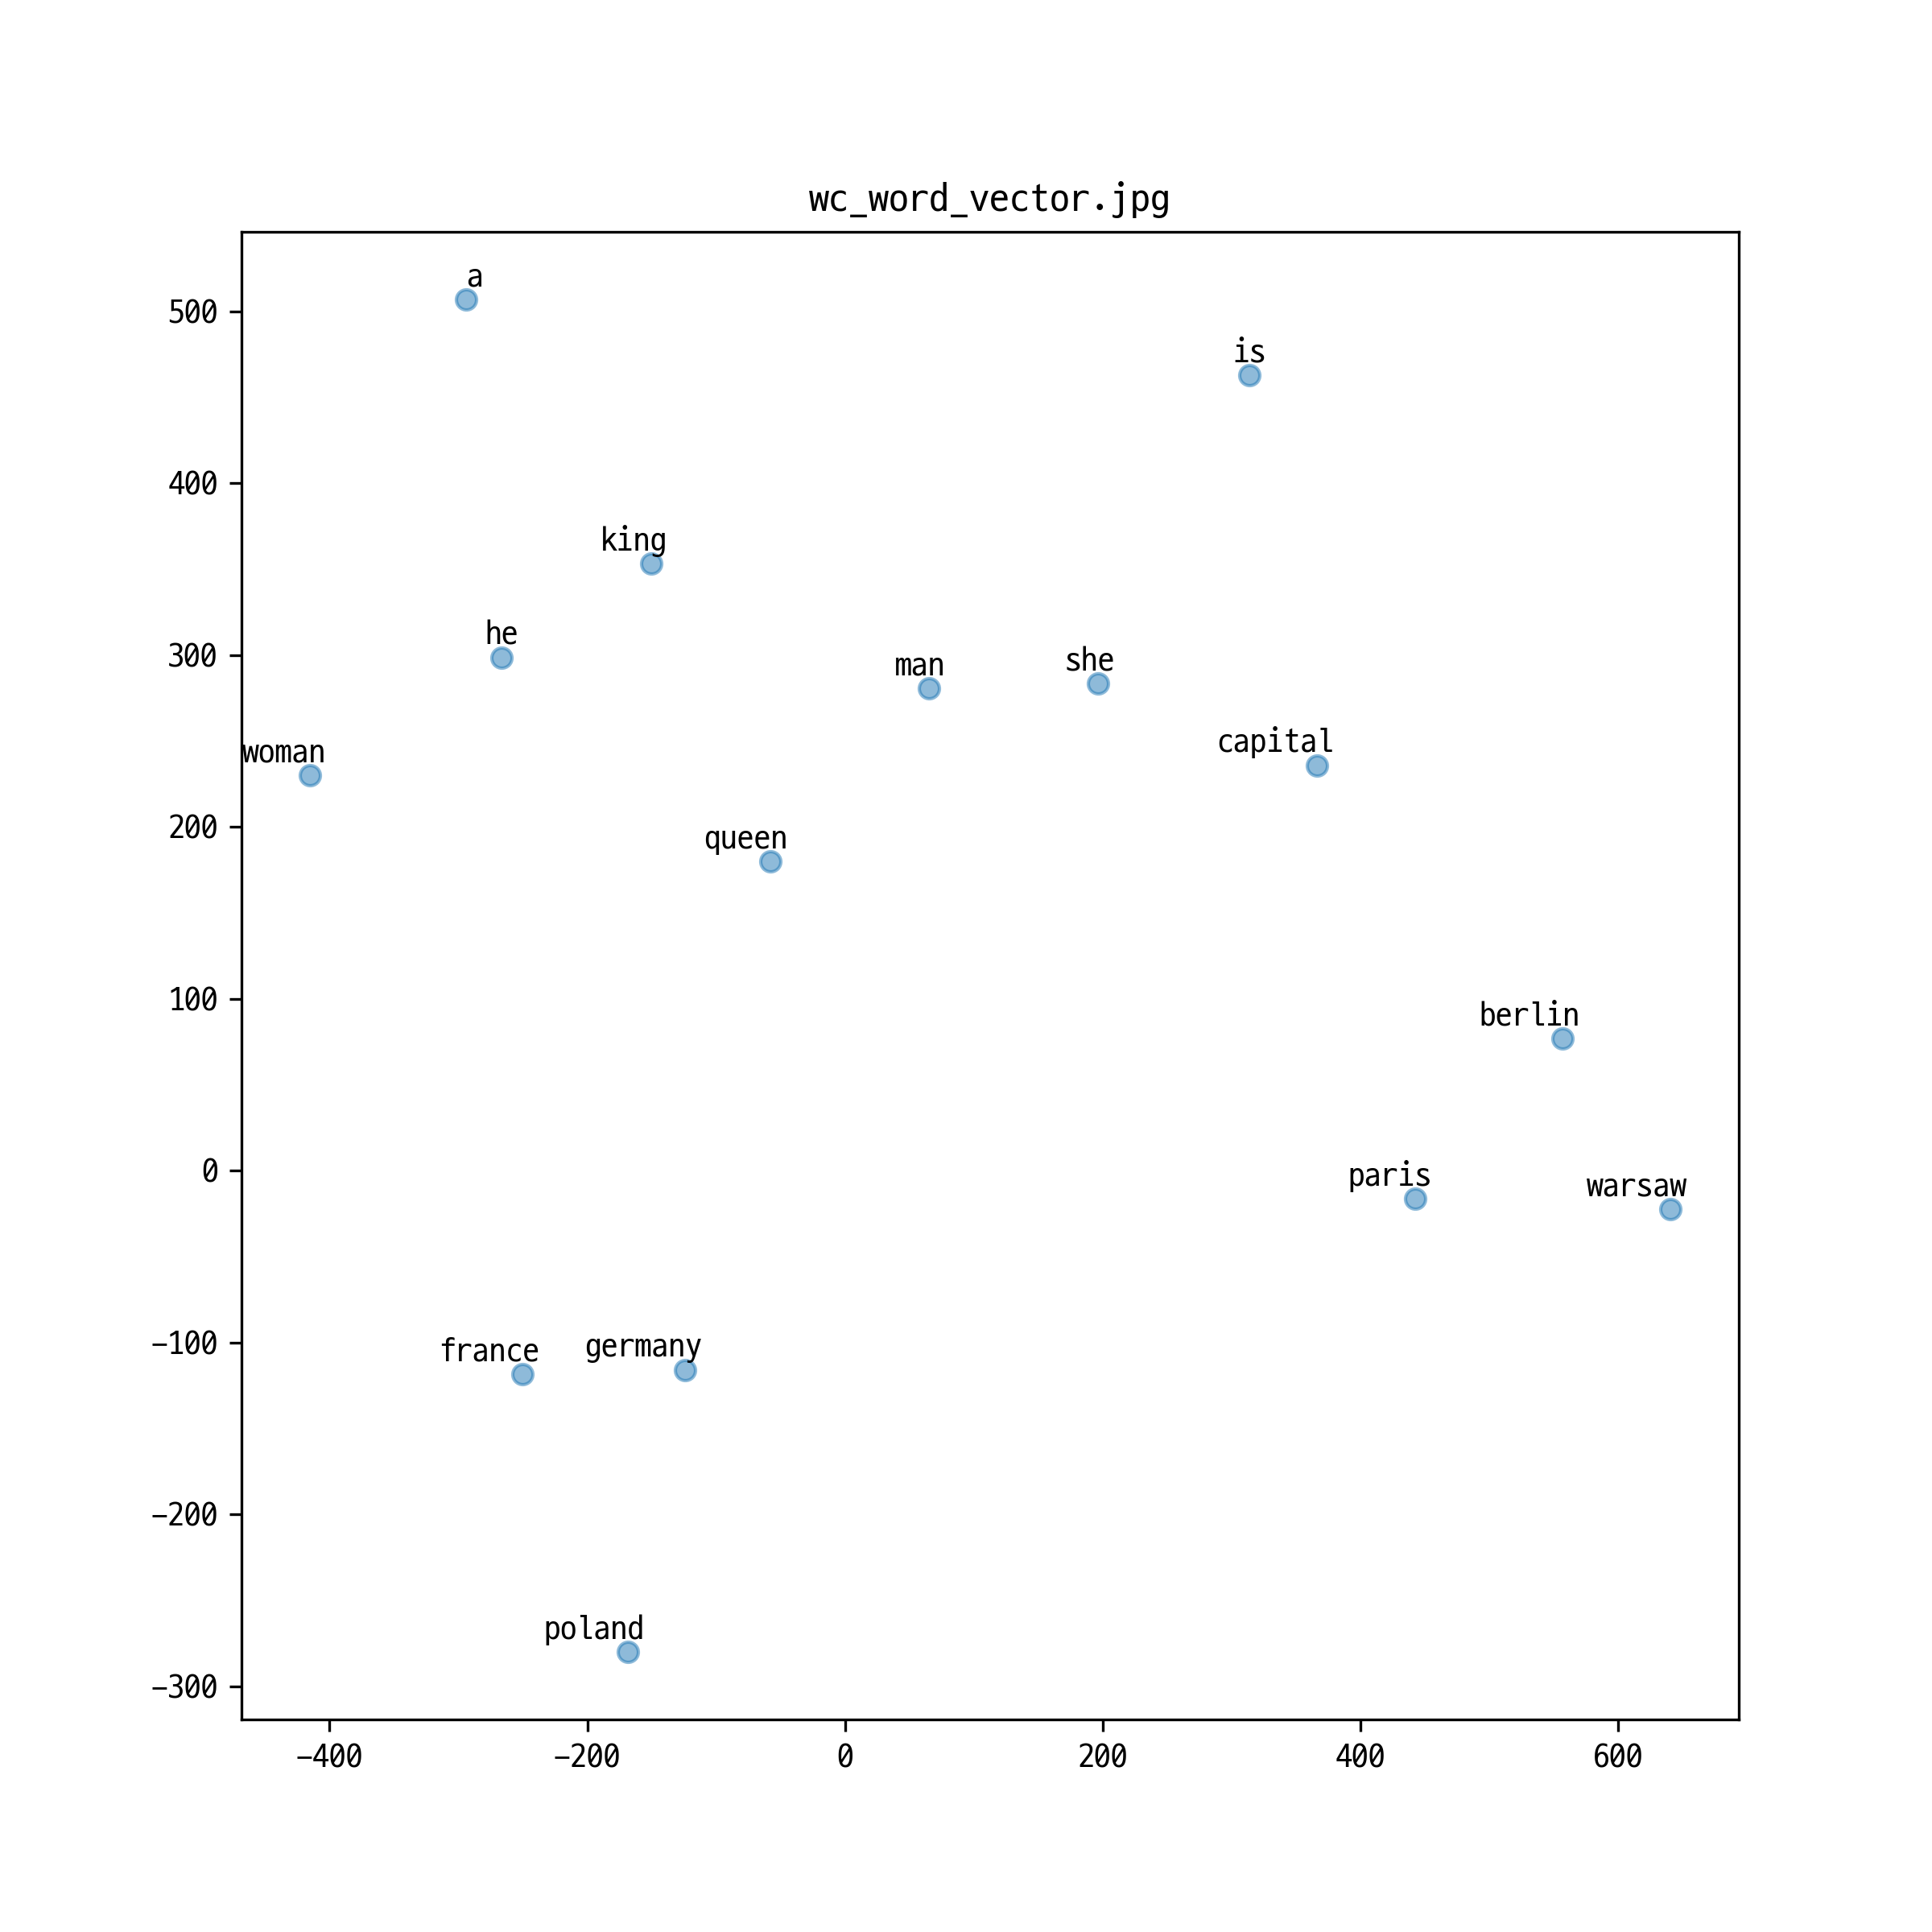 wc_word_vector.jpg
a
500
is
400
king
he
300
man
she
woman
capital
200
queen
100
berlin
0
paris
warsaw
−100
france
germany
−200
poland
−300
−400
−200
0
200
400
600